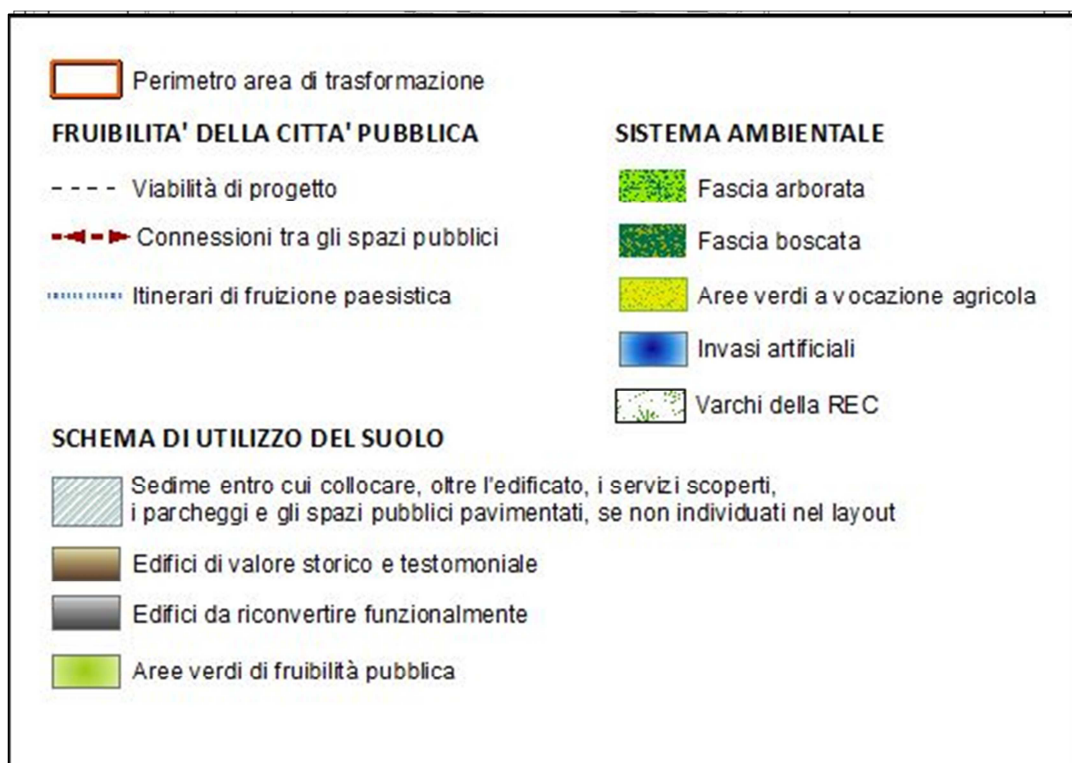 Perimetro area di trasformazione
FRUIBILITA' DELLA CITTA' PUBBLICA
Viabilità di progetto
Connessioni tra gli spazi pubblici
Itinerari di fruizione paesistica
SISTEMA AMBIENTALE
Fascia arborata
Fascia boscata
Aree verdi a vocazione agricola
Invasi artificiali
Varchi della REC
SCHEMA DI UTILIZZO DEL SUOLO
Sedime entro cui collocare, oltre l'edificato, i servizi scoperti,
i parcheggi e gli spazi pubblici pavimentati, se non individuati nel layout
Edifici di valore storico e testomoniale
Edifici da riconvertire funzionalmente
Aree verdi di fruibilità pubblica